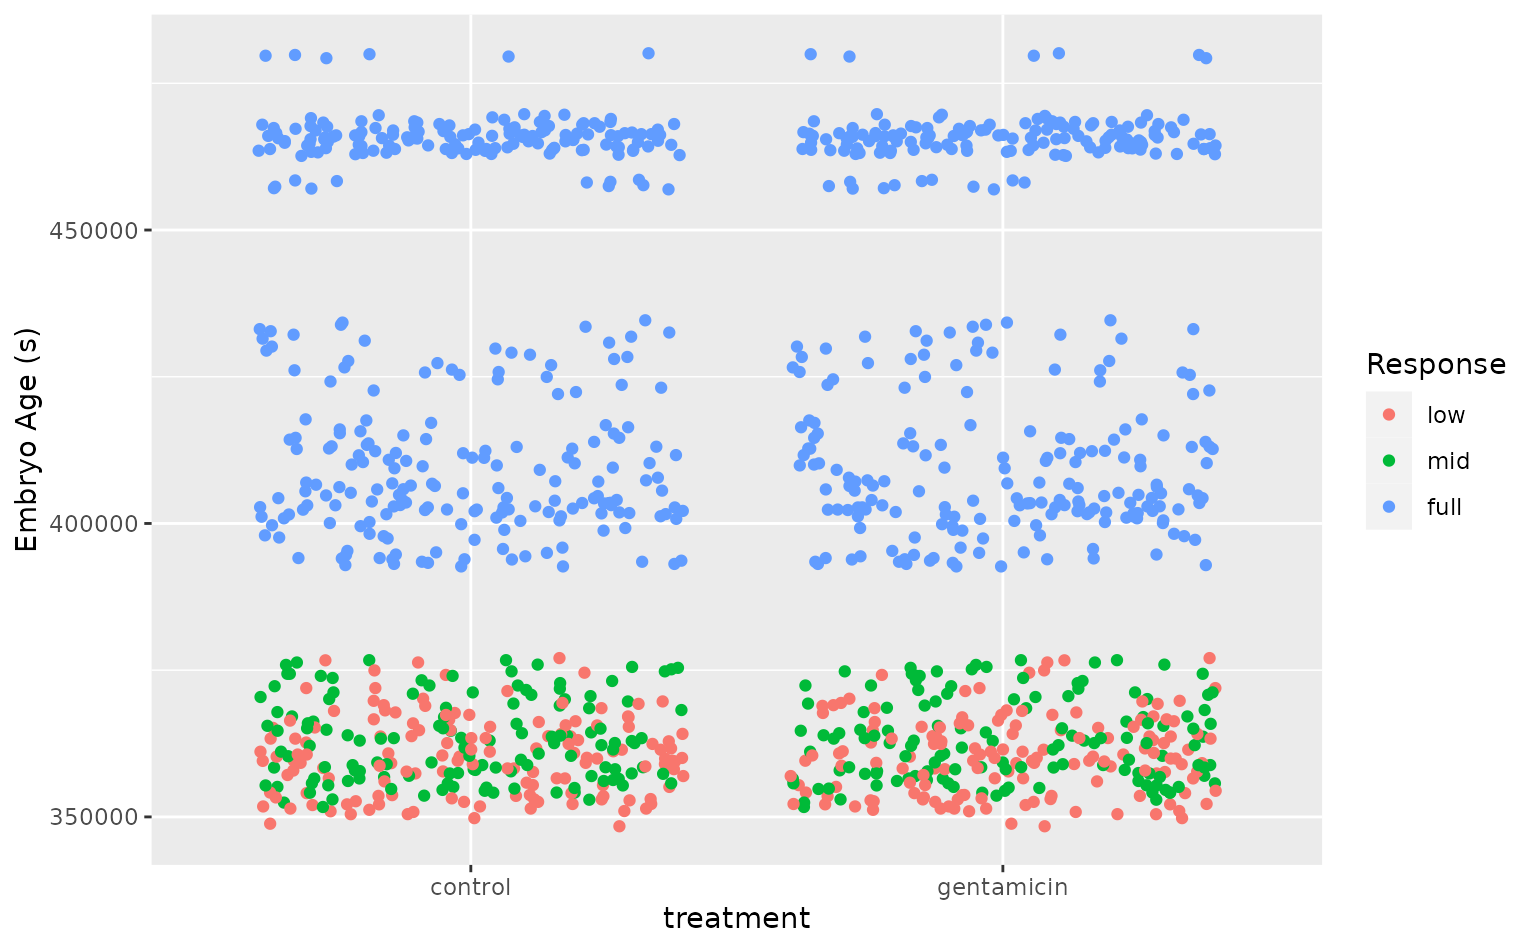 Embryo Age (s)
450000
400000
350000
control
gentamicin
treatment
Response
low
mid
full